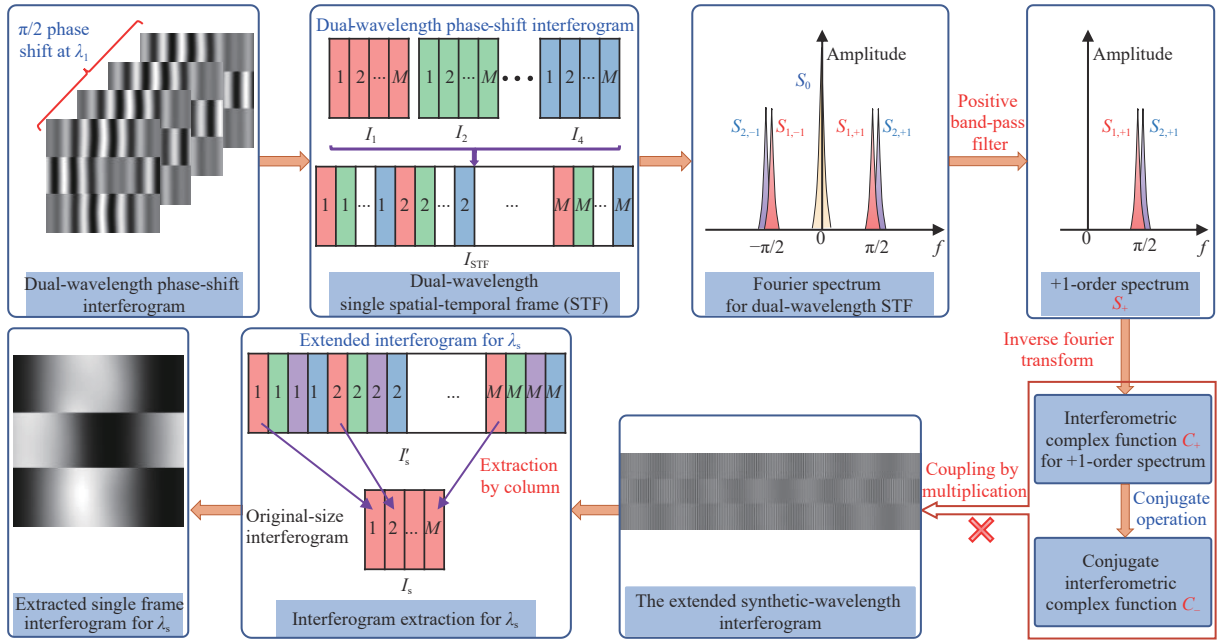 π/2 phase
shift at λ₁
Dual-wavelength phase-shift
interferogram
Dual-wavelength phase-shift interferogram
1 2 ... M 1 2 ... M ••• 1 2 ... M
I₁ I₂ I₄
1 1 ... 1 2 2 ... 2 ... M M ... M
I_STF
Dual-wavelength
single spatial-temporal frame (STF)
Amplitude
S₀
S₂,₋₁ S₁,₋₁ S₁,₊₁ S₂,₊₁
−π/2 0 π/2 f
Fourier spectrum
for dual-wavelength STF
Positive
band-pass
filter
Amplitude
S₁,₊₁ S₂,₊₁
0 π/2 f
+1-order spectrum
S₊
Inverse fourier
transform
Interferometric
complex function C₊
for +1-order spectrum
Conjugate
operation
Conjugate
interferometric
complex function C₋
Coupling by
multiplication
The extended synthetic-wavelength
interferogram
Extended interferogram for λₛ
1 1 1 1 2 2 2 2 ... M M M M
I′ₛ
Extraction
by column
Original-size
interferogram
1 2 ... M
Iₛ
Interferogram extraction for λₛ
Extracted single frame
interferogram for λₛ